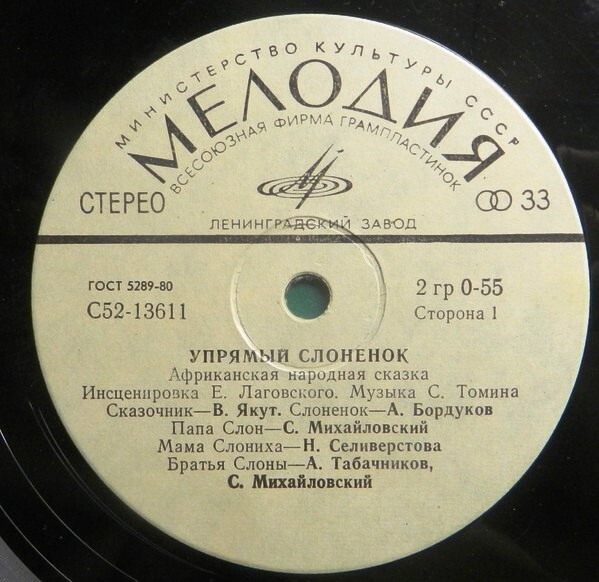 МИНИСТЕРСТВО КУЛЬТУРЫ СССР
МЕЛОДИЯ
ВСЕСОЮЗНАЯ ФИРМА ГРАМПЛАСТИНОК
СТЕРЕО
33
ЛЕНИНГРАДСКИЙ ЗАВОД
ГОСТ 5289-80
2 гр 0-55
С52-13611
Сторона 1
УПРЯМЫЙ СЛОНЕНОК
Африканская народная сказка
Инсценировка Е. Лаговского. Музыка С. Томина
Сказочник—В. Якут. Слоненок—А. Бордуков
Папа Слон—С. Михайловский
Мама Слониха—Н. Селиверстова
Братья Слоны—А. Табачников,
С. Михайловский